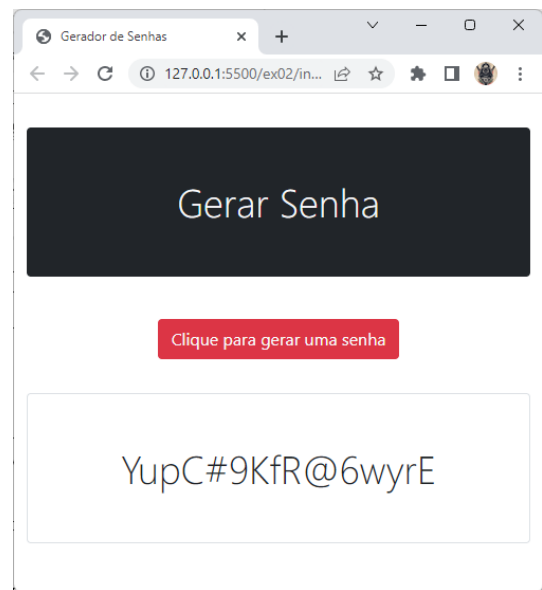 Gerador de Senhas
127.0.0.1:5500/ex02/in...
Gerar Senha
Clique para gerar uma senha
YupC#9KfR@6wyrE